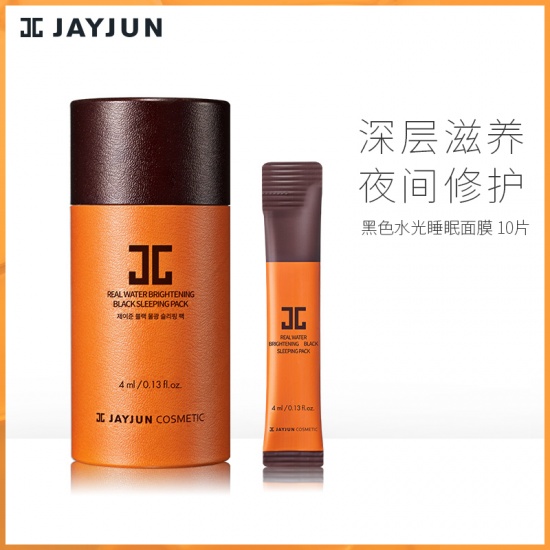 JAYJUN
深层滋养
夜间修护
黑色水光睡眠面膜 10片
REAL WATER BRIGHTENING
BLACK SLEEPING PACK
제이준 블랙 물광 슬리핑 팩
4 ml / 0.13 fl.oz.
JAYJUN COSMETIC
REAL WATER
BRIGHTENING BLACK
SLEEPING PACK
4 ml / 0.13 fl.oz.
JAYJUN COSMETIC